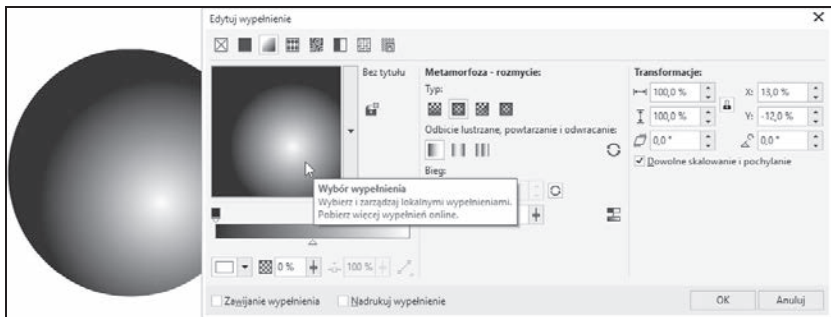 Edytuj wypełnienie
Bez tytułu
Metamorfoza - rozmycie:
Typ:
Odbicie lustrzane, powtarzanie i odwracanie:
Bieg:
Transformacje:
100,0 % X: 13,0 %
100,0 % Y: -12,0 %
0,0 ° 0,0 °
Dowolne skalowanie i pochylanie
Wybór wypełnienia
Wybierz i zarządzaj lokalnymi wypełnieniami.
Pobierz więcej wypełnień online.
%
0 % 100 %
Zawijanie wypełnienia Nadrukuj wypełnienie
OK Anuluj